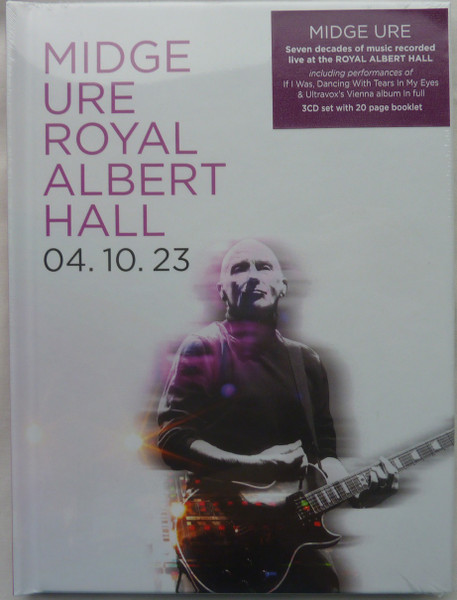 MIDGE
URE
ROYAL
ALBERT
HALL
04. 10. 23
MIDGE URE
Seven decades of music recorded
live at the ROYAL ALBERT HALL
including performances of
If I Was, Dancing With Tears In My Eyes
& Ultravox's Vienna album in full
3CD set with 20 page booklet